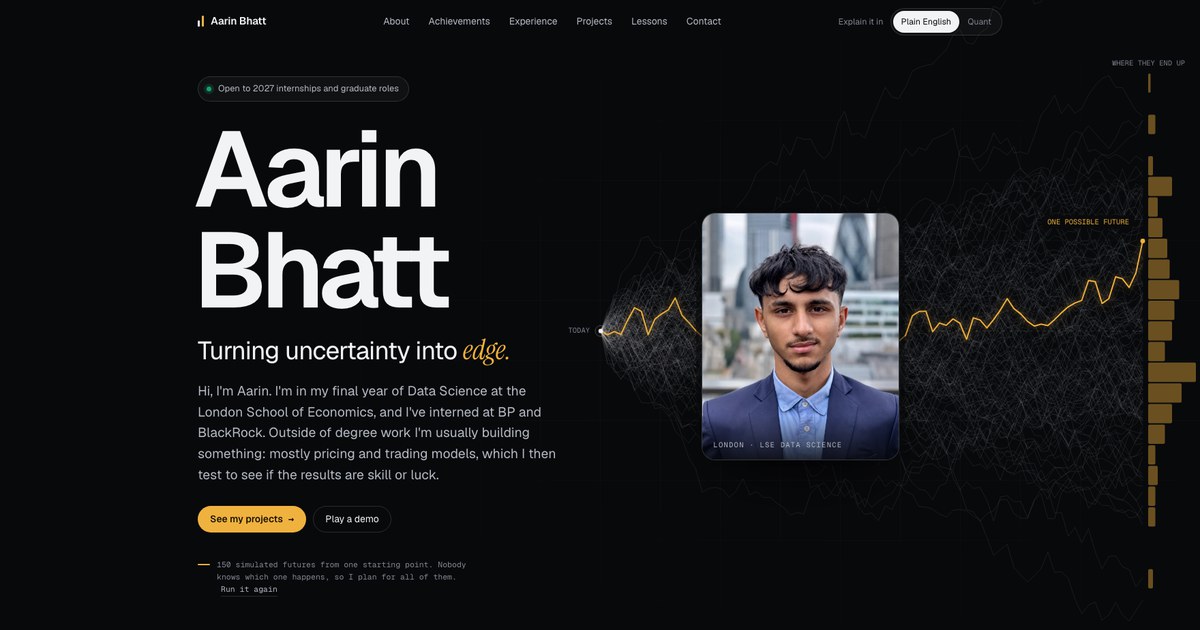 Aarin Bhatt
About
Achievements
Experience
Projects
Lessons
Contact
Explain it in
Plain English
Quant
WHERE THEY END UP
Open to 2027 internships and graduate roles
Aarin
Bhatt
ONE POSSIBLE FUTURE
TODAY
Turning uncertainty into edge.
Hi, I'm Aarin. I'm in my final year of Data Science at the
London School of Economics, and I've interned at BP and
BlackRock. Outside of degree work I'm usually building
something: mostly pricing and trading models, which I then
test to see if the results are skill or luck.
LONDON · LSE DATA SCIENCE
See my projects →
Play a demo
150 simulated futures from one starting point. Nobody
knows which one happens, so I plan for all of them.
Run it again